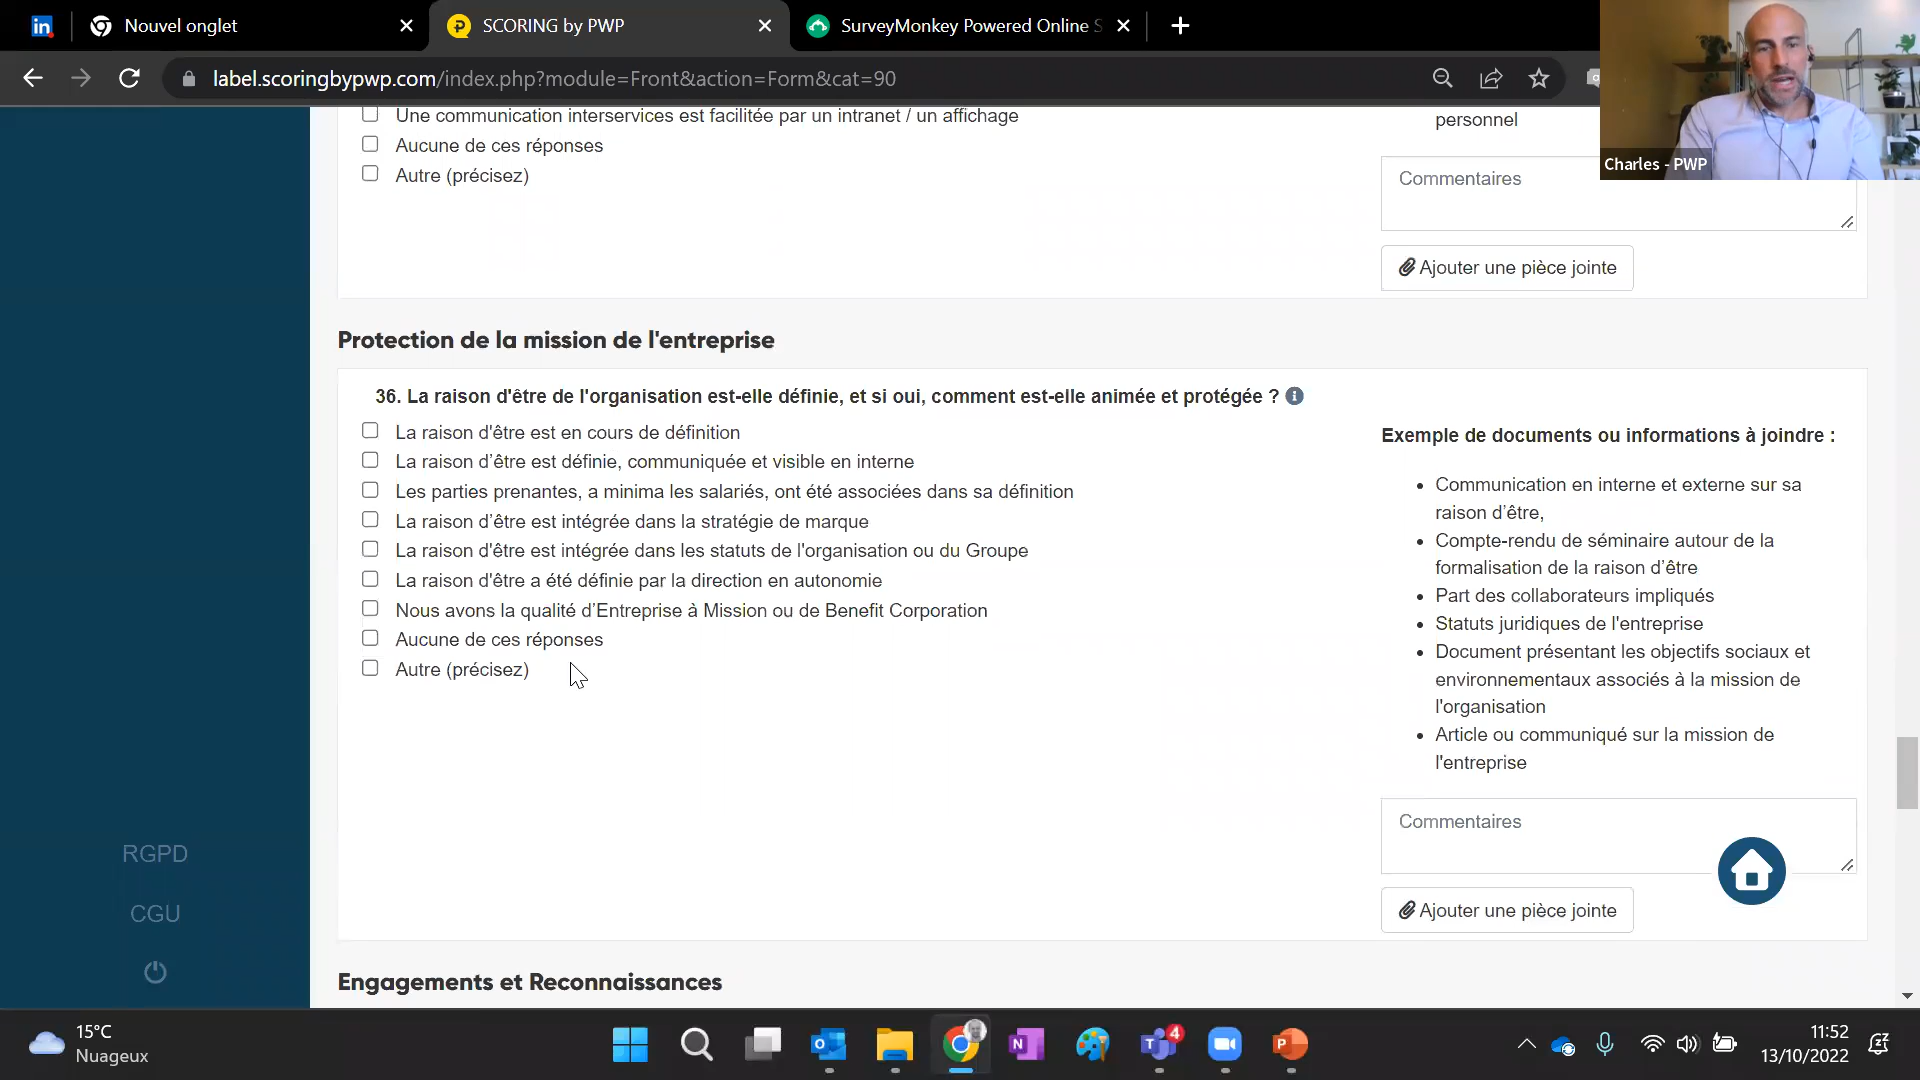 Nouvel onglet
SCORING by PWP
SurveyMonkey Powered Online S
label.scoringbypwp.com/index.php?module=Front&action=Form&cat=90
Charles - PWP
Une communication interservices est facilitée par un intranet / un affichage
Aucune de ces réponses
Autre (précisez)
personnel
Commentaires
Ajouter une pièce jointe
Protection de la mission de l'entreprise
36. La raison d'être de l'organisation est-elle définie, et si oui, comment est-elle animée et protégée ?
La raison d'être est en cours de définition
La raison d’être est définie, communiquée et visible en interne
Les parties prenantes, a minima les salariés, ont été associées dans sa définition
La raison d’être est intégrée dans la stratégie de marque
La raison d'être est intégrée dans les statuts de l'organisation ou du Groupe
La raison d'être a été définie par la direction en autonomie
Nous avons la qualité d’Entreprise à Mission ou de Benefit Corporation
Aucune de ces réponses
Autre (précisez)
Exemple de documents ou informations à joindre :
Communication en interne et externe sur sa
raison d’être,
Compte-rendu de séminaire autour de la
formalisation de la raison d’être
Part des collaborateurs impliqués
Statuts juridiques de l'entreprise
Document présentant les objectifs sociaux et
environnementaux associés à la mission de
l'organisation
Article ou communiqué sur la mission de
l'entreprise
Commentaires
Ajouter une pièce jointe
RGPD
CGU
Engagements et Reconnaissances
15°C
Nuageux
4
11:52
13/10/2022